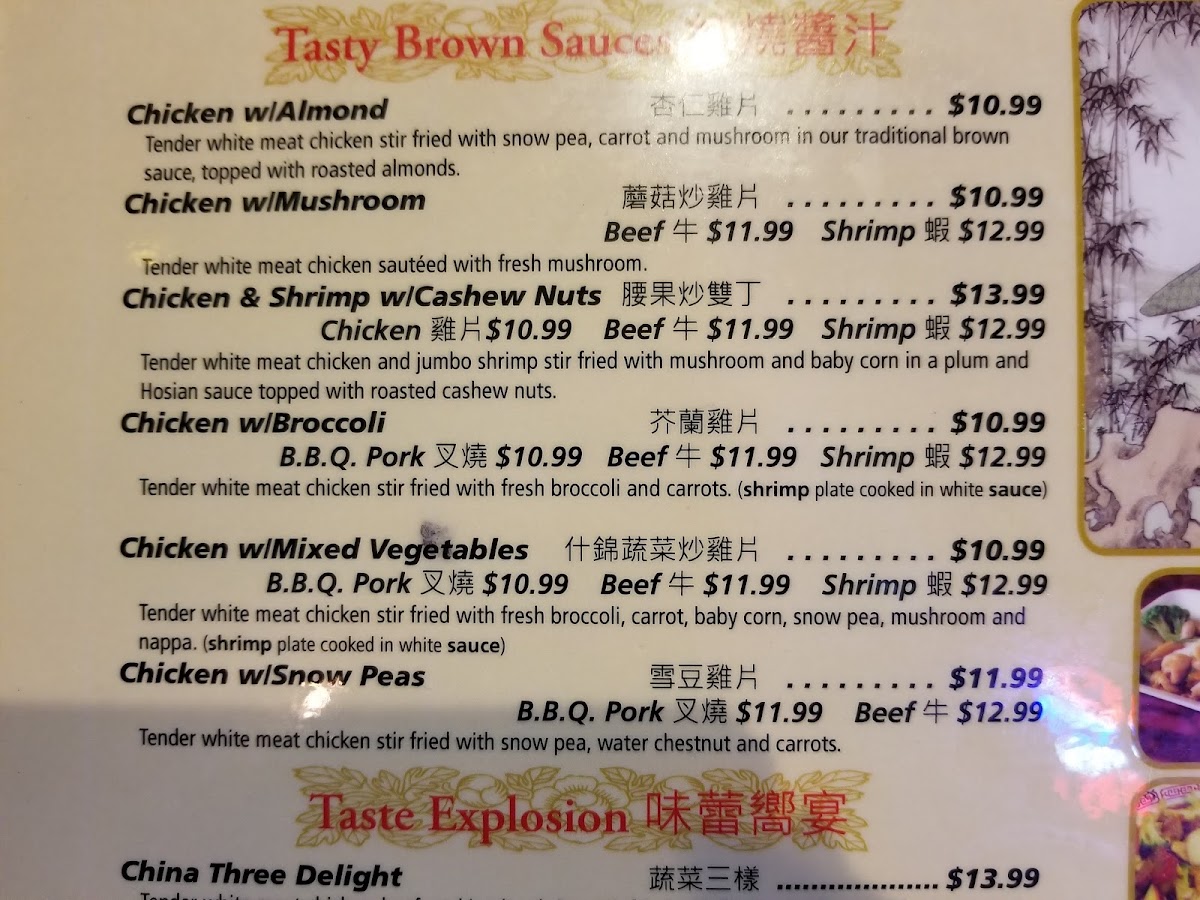 Tasty Brown Sauces 燒醬汁
Chicken w/Almond 杏仁雞片 ......... $10.99
Tender white meat chicken stir fried with snow pea, carrot and mushroom in our traditional brown
sauce, topped with roasted almonds.
Chicken w/Mushroom 蘑菇炒雞片 ......... $10.99
Beef 牛 $11.99 Shrimp 蝦 $12.99
Tender white meat chicken sautéed with fresh mushroom.
Chicken & Shrimp w/Cashew Nuts 腰果炒雙丁 ......... $13.99
Chicken 雞片 $10.99 Beef 牛 $11.99 Shrimp 蝦 $12.99
Tender white meat chicken and jumbo shrimp stir fried with mushroom and baby corn in a plum and
Hosian sauce topped with roasted cashew nuts.
Chicken w/Broccoli 芥蘭雞片 ......... $10.99
B.B.Q. Pork 叉燒 $10.99 Beef 牛 $11.99 Shrimp 蝦 $12.99
Tender white meat chicken stir fried with fresh broccoli and carrots. (shrimp plate cooked in white sauce)
Chicken w/Mixed Vegetables 什錦蔬菜炒雞片 ......... $10.99
B.B.Q. Pork 叉燒 $10.99 Beef 牛 $11.99 Shrimp 蝦 $12.99
Tender white meat chicken stir fried with fresh broccoli, carrot, baby corn, snow pea, mushroom and
nappa. (shrimp plate cooked in white sauce)
Chicken w/Snow Peas 雪豆雞片 ......... $11.99
B.B.Q. Pork 叉燒 $11.99 Beef 牛 $12.99
Tender white meat chicken stir fried with snow pea, water chestnut and carrots.
Taste Explosion 味蕾嚮宴
China Three Delight 蔬菜三樣 ................... $13.99